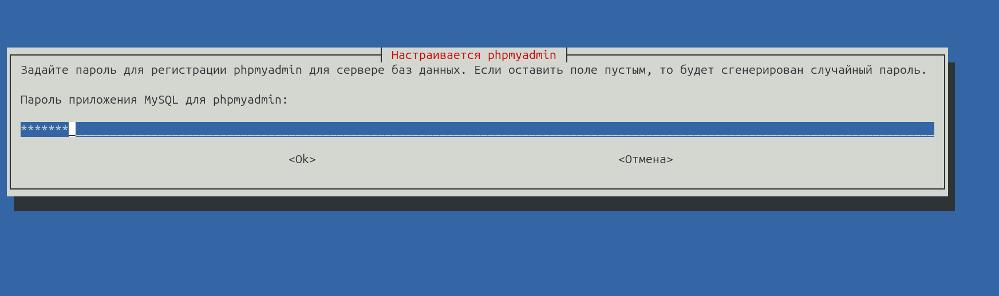 Настраивается phpmyadmin
Задайте пароль для регистрации phpmyadmin для сервере баз данных. Если оставить поле пустым, то будет сгенерирован случайный пароль.
Пароль приложения MySQL для phpmyadmin:
*******
<Ok> <Отмена>